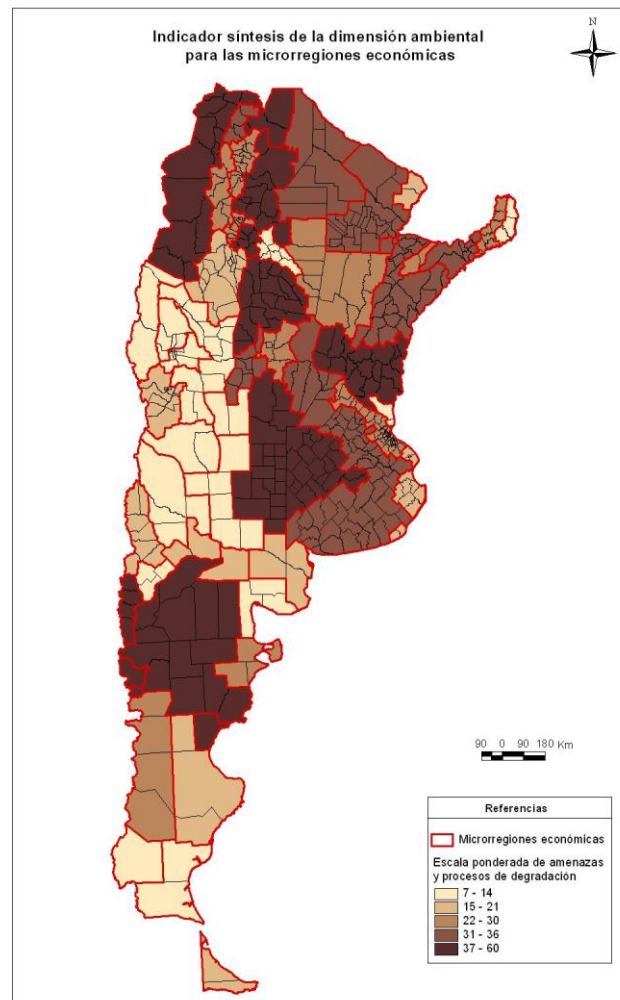 Indicador síntesis de la dimensión ambiental
para las microrregiones económicas
N
90 0 90 180 Km
Referencias
Microrregiones económicas
Escala ponderada de amenazas
y procesos de degradación
7 - 14
15 - 21
22 - 30
31 - 36
37 - 60